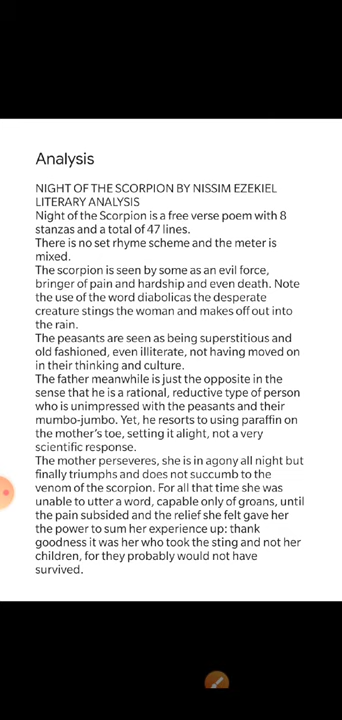 Analysis
NIGHT OF THE SCORPION BY NISSIM EZEKIEL
LITERARY ANALYSIS
Night of the Scorpion is a free verse poem with 8
stanzas and a total of 47 lines.
There is no set rhyme scheme and the meter is
mixed.
The scorpion is seen by some as an evil force,
bringer of pain and hardship and even death. Note
the use of the word diabolicas the desperate
creature stings the woman and makes off out into
the rain.
The peasants are seen as being superstitious and
old fashioned, even illiterate, not having moved on
in their thinking and culture.
The father meanwhile is just the opposite in the
sense that he is a rational, reductive type of person
who is unimpressed with the peasants and their
mumbo-jumbo. Yet, he resorts to using paraffin on
the mother's toe, setting it alight, not a very
scientific response.
The mother perseveres, she is in agony all night but
finally triumphs and does not succumb to the
venom of the scorpion. For all that time she was
unable to utter a word, capable only of groans, until
the pain subsided and the relief she felt gave her
the power to sum her experience up: thank
goodness it was her who took the sting and not her
children, for they probably would not have
survived.